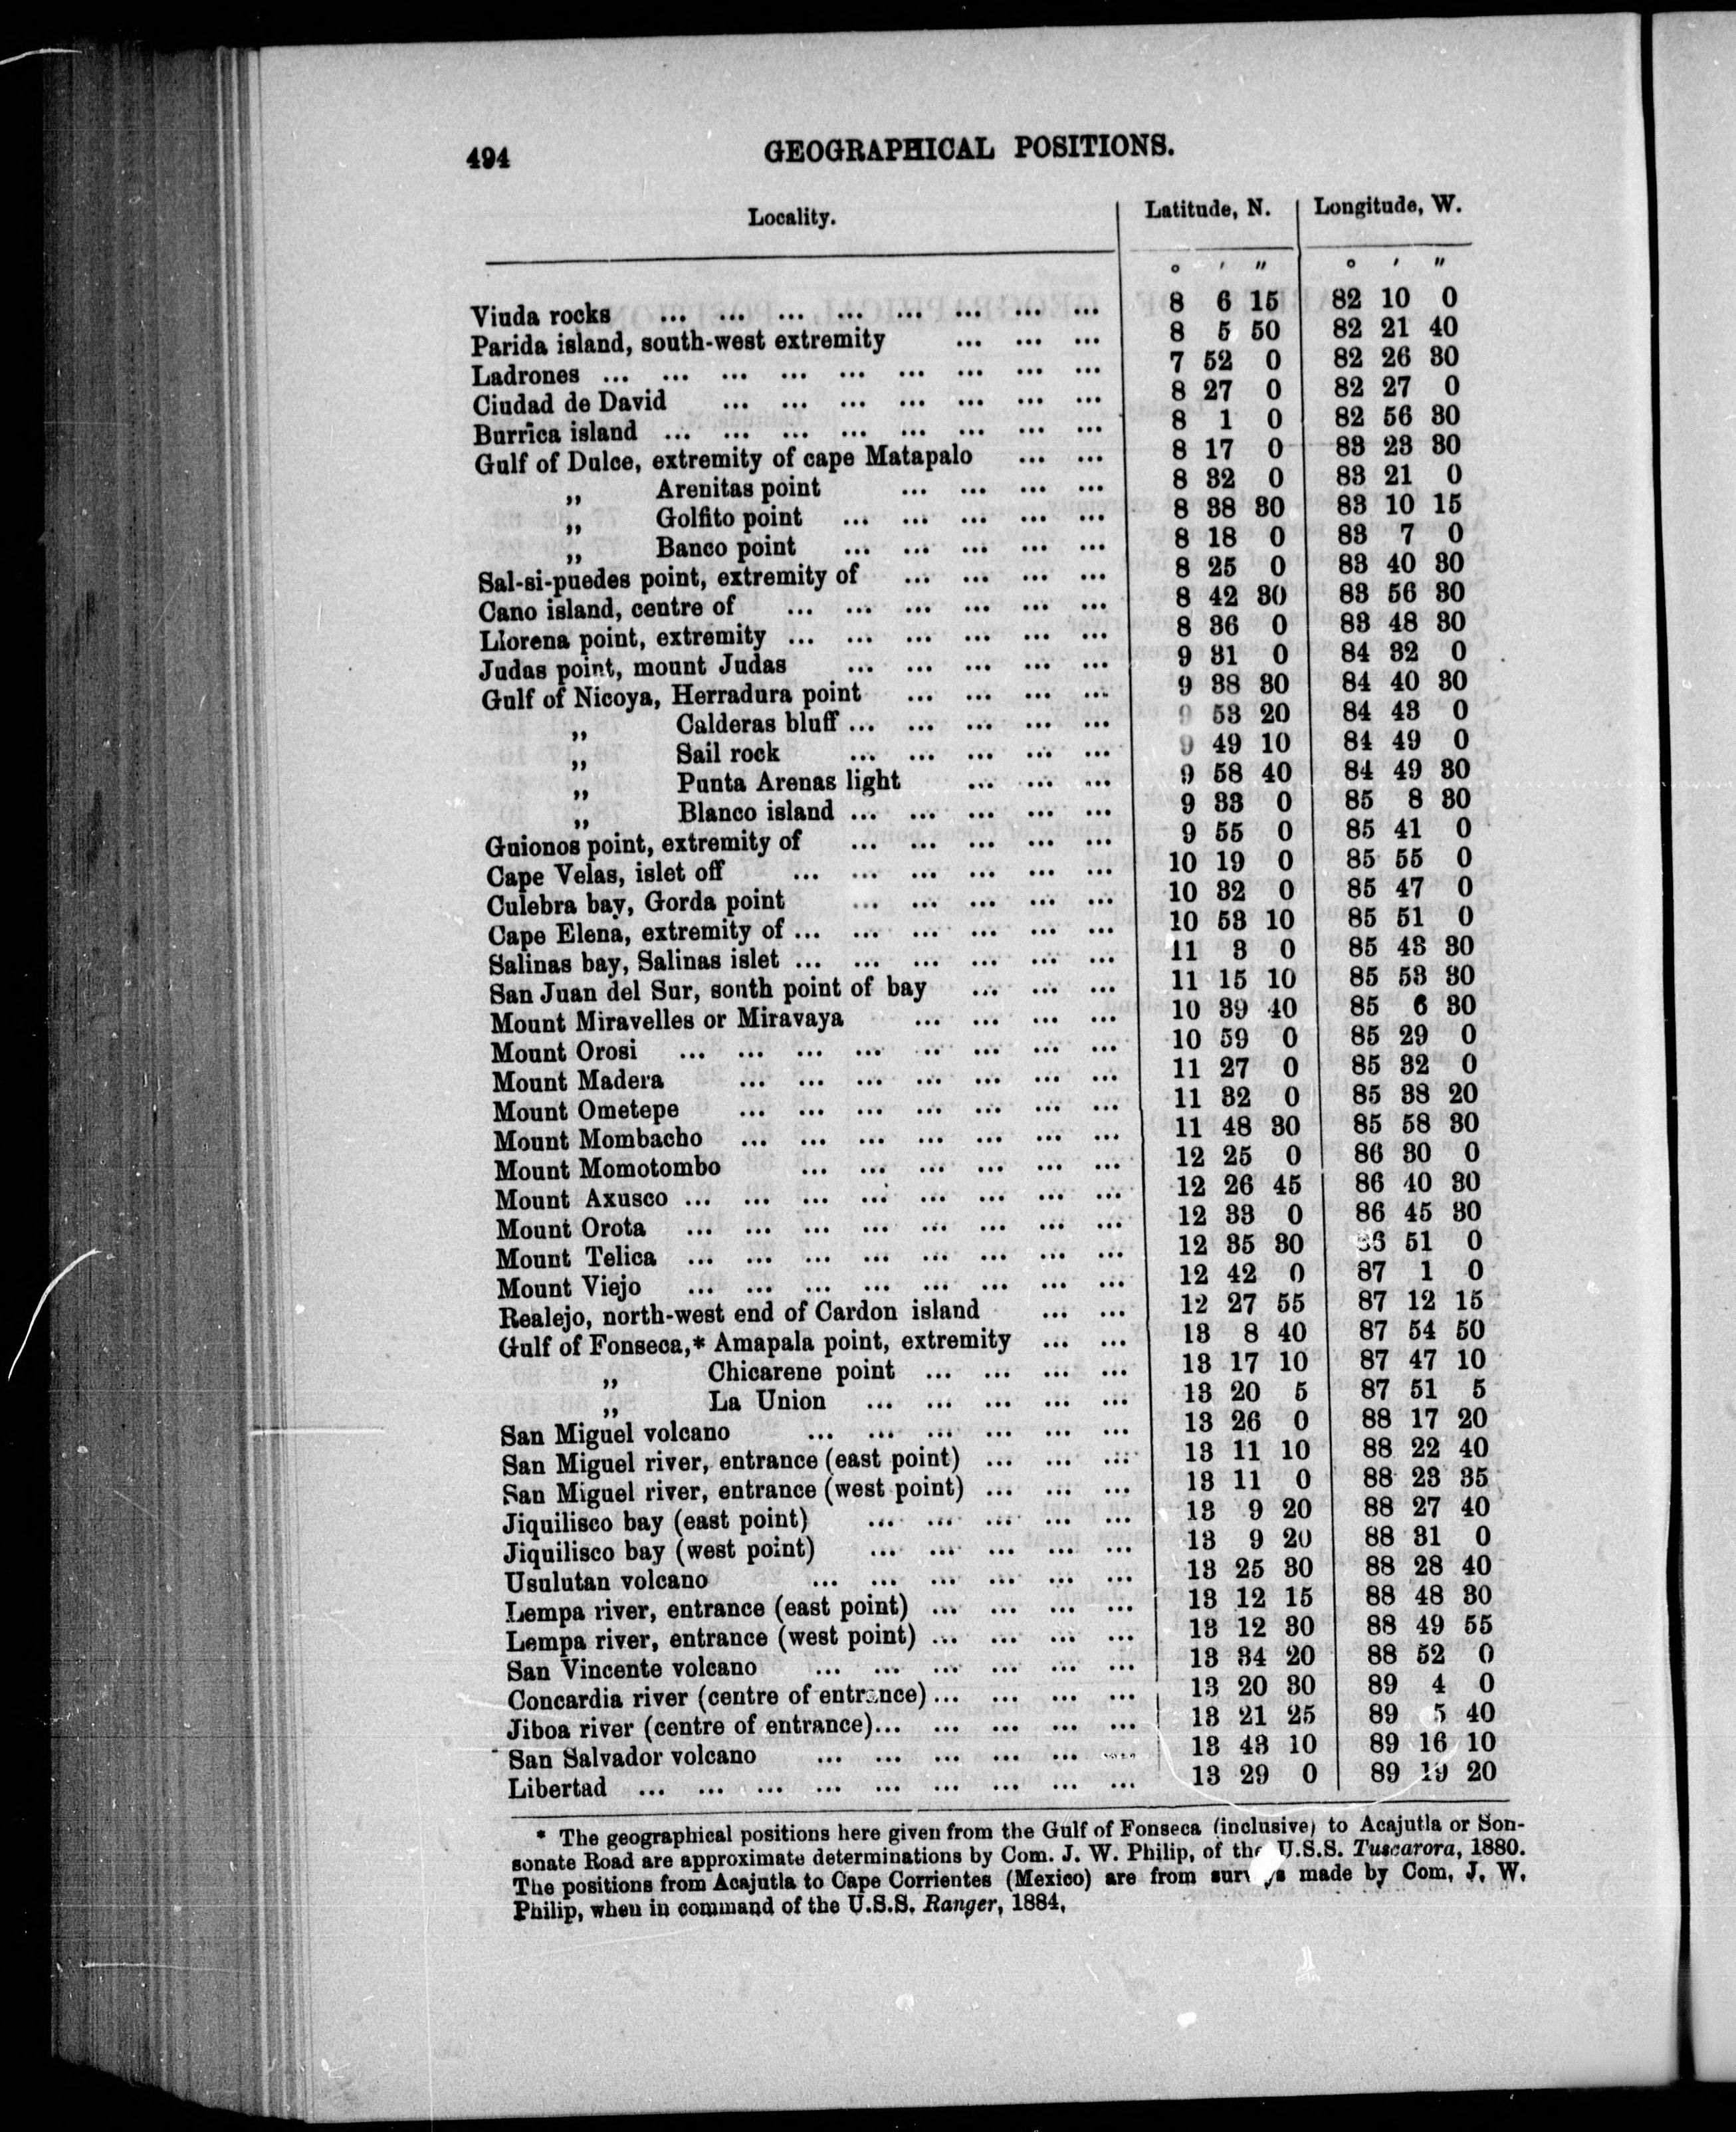 494 GEOGRAPHICAL POSITIONS.
Locality. Latitude, N. Longitude, W.
° ′ ″ ° ′ ″
Viuda rocks ... ... ... ... ... ... ... ... 8 6 15 82 10 0
Parida island, south-west extremity ... ... ... 8 5 50 82 21 40
Ladrones ... ... ... ... ... ... ... ... ... 7 52 0 82 26 30
Ciudad de David ... ... ... ... ... ... ... 8 27 0 82 27 0
Burrica island ... ... ... ... ... ... ... ... 8 1 0 82 56 30
Gulf of Dulce, extremity of cape Matapalo ... ... 8 17 0 83 23 30
„ Arenitas point ... ... ... ... 8 32 0 83 21 0
„ Golfito point ... ... ... ... ... 8 38 30 83 10 15
„ Banco point ... ... ... ... ... 8 18 0 83 7 0
Sal-si-puedes point, extremity of ... ... ... ... 8 25 0 83 40 30
Cano island, centre of ... ... ... ... ... ... 8 42 30 83 56 30
Llorena point, extremity ... ... ... ... ... ... 8 36 0 83 48 30
Judas point, mount Judas ... ... ... ... ... 9 31 0 84 32 0
Gulf of Nicoya, Herradura point ... ... ... ... 9 38 30 84 40 30
„ Calderas bluff ... ... ... ... ... 9 53 20 84 43 0
„ Sail rock ... ... ... ... ... 9 49 10 84 49 0
„ Punta Arenas light ... ... ... 9 58 40 84 49 30
„ Blanco island ... ... ... ... ... 9 33 0 85 8 30
Guionos point, extremity of ... ... ... ... ... 9 55 0 85 41 0
Cape Velas, islet off ... ... ... ... ... ... 10 19 0 85 55 0
Culebra bay, Gorda point ... ... ... ... ... 10 32 0 85 47 0
Cape Elena, extremity of ... ... ... ... ... ... 10 53 10 85 51 0
Salinas bay, Salinas islet ... ... ... ... ... ... 11 3 0 85 43 30
San Juan del Sur, south point of bay ... ... ... 11 15 10 85 53 30
Mount Miravelles or Miravaya ... ... ... ... 10 39 40 85 6 30
Mount Orosi ... ... ... ... .. ... ... ... 10 59 0 85 29 0
Mount Madera ... ... ... ... ... ... ... 11 27 0 85 32 0
Mount Ometepe ... ... ... ... ... ... ... 11 32 0 85 38 20
Mount Mombacho ... ... ... ... ... ... ... 11 48 30 85 58 30
Mount Momotombo ... ... ... ... ... ... 12 25 0 86 30 0
Mount Axusco ... ... ... ... ... ... ... ... 12 26 45 86 40 30
Mount Orota ... ... ... ... ... ... ... ... 12 33 0 86 45 30
Mount Telica ... ... ... ... ... ... ... ... 12 35 30 86 51 0
Mount Viejo ... ... ... ... ... ... ... ... 12 42 0 87 1 0
Realejo, north-west end of Cardon island ... ... 12 27 55 87 12 15
Gulf of Fonseca,* Amapala point, extremity ... ... 13 8 40 87 54 50
„ Chicarene point ... ... ... ... 13 17 10 87 47 10
„ La Union ... ... ... ... ... 13 20 5 87 51 5
San Miguel volcano ... ... ... ... ... ... 13 26 0 88 17 20
San Miguel river, entrance (east point) ... ... ... 13 11 10 88 22 40
San Miguel river, entrance (west point) ... ... ... 13 11 0 88 23 35
Jiquilisco bay (east point) ... ... ... ... ... 13 9 20 88 27 40
Jiquilisco bay (west point) ... ... ... ... ... 13 9 20 88 31 0
Usulutan volcano ... ... ... ... ... ... 13 25 30 88 28 40
Lempa river, entrance (east point) ... ... ... ... 13 12 15 88 48 30
Lempa river, entrance (west point) ... ... ... ... 13 12 30 88 49 55
San Vincente volcano ... ... ... ... ... ... 13 34 20 88 52 0
Concardia river (centre of entrance) ... ... ... ... 13 20 30 89 4 0
Jiboa river (centre of entrance)... ... ... ... ... 13 21 25 89 5 40
San Salvador volcano ... ... ... ... ... ... 13 43 10 89 16 10
Libertad ... ... ... ... ... ... ... ... ... 13 29 0 89 19 20
* The geographical positions here given from the Gulf of Fonseca (inclusive) to Acajutla or Son-
sonate Road are approximate determinations by Com. J. W. Philip, of the U.S.S. Tuscarora, 1880.
The positions from Acajutla to Cape Corrientes (Mexico) are from surveys made by Com. J. W.
Philip, when in command of the U.S.S. Ranger, 1884.